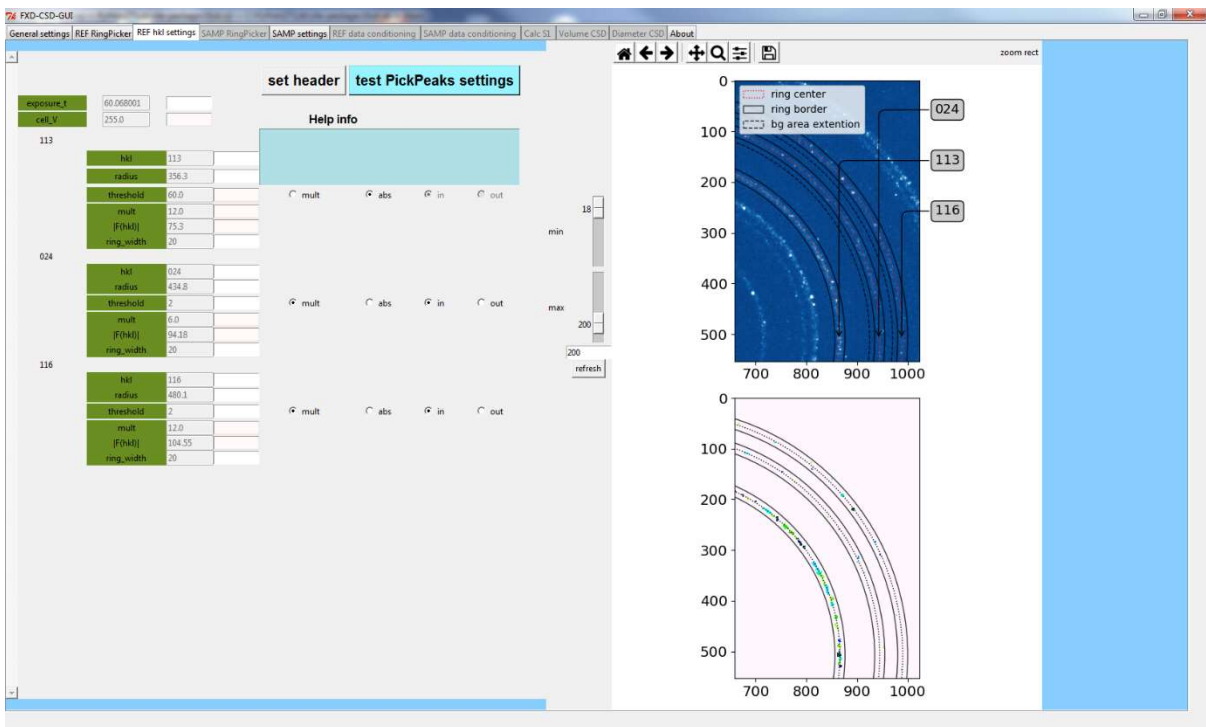 FXD-CSD-GUI
General settings REF RingPicker REF hkl settings SAMP RingPicker SAMP settings REF data conditioning SAMP data conditioning Calc S1 Volume CSD Diameter CSD About
zoom rect
set header test PickPeaks settings
exposure_t 60.068001
cell_V 255.0
Help info
113
hkl 113
radius 356.3
threshold 60.0 mult abs in out
mult 12.0
|F(hkl)| 75.3
ring_width 20
024
hkl 024
radius 434.8
threshold 2 mult abs in out
mult 6.0
|F(hkl)| 94.18
ring_width 20
116
hkl 116
radius 480.1
threshold 2 mult abs in out
mult 12.0
|F(hkl)| 104.55
ring_width 20
18
min
max
200
200
refresh
ring center
ring border
bg area extention
024
113
116
0
100
200
300
400
500
700 800 900 1000
0
100
200
300
400
500
700 800 900 1000